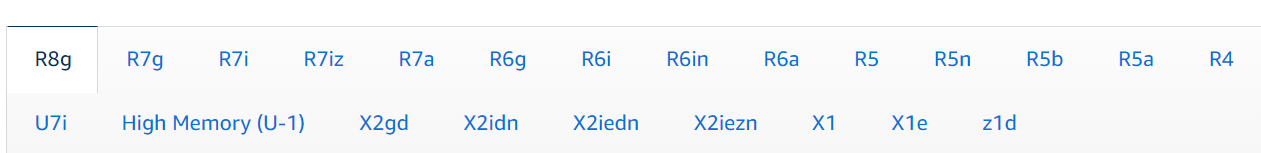 R8g R7g R7i R7iz R7a R6g R6i R6in R6a R5 R5n R5b R5a R4
U7i High Memory (U-1) X2gd X2idn X2iedn X2iezn X1 X1e z1d